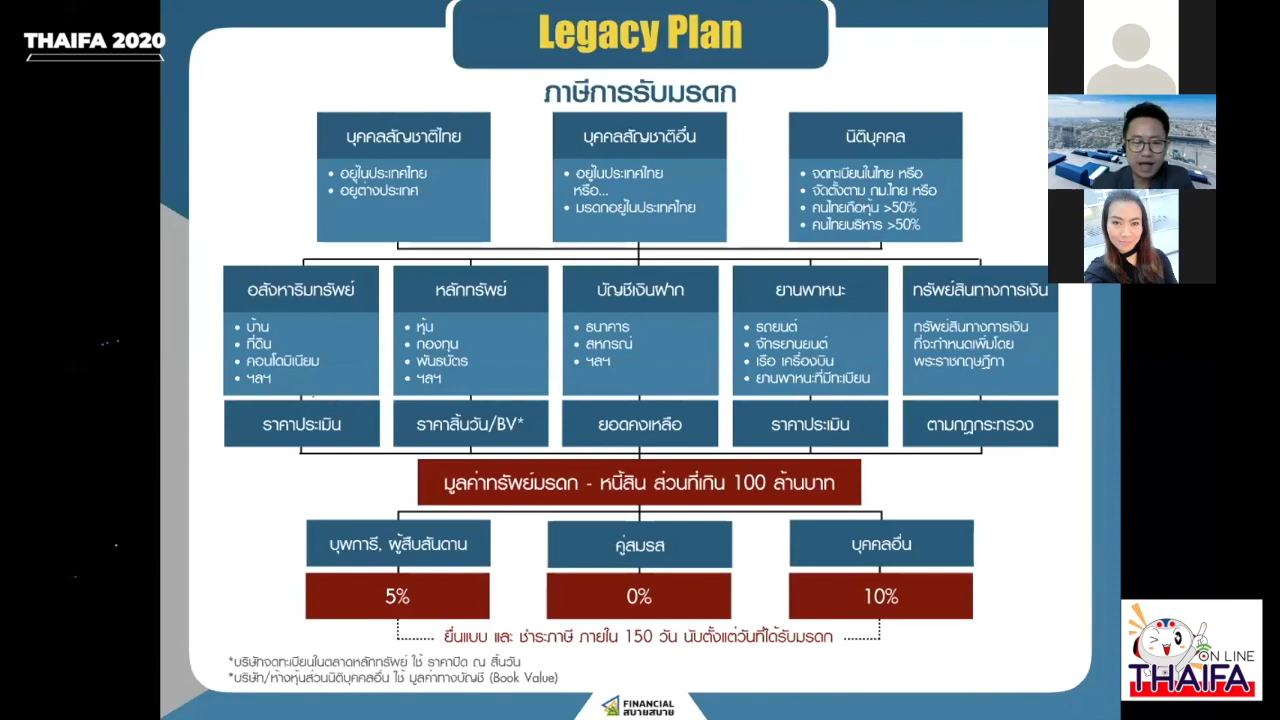 THAIFA 2020
Legacy Plan
ภาษีการรับมรดก
บุคคลสัญชาติไทย
• อยู่ในประเทศไทย
• อยู่ต่างประเทศ
บุคคลสัญชาติอื่น
• อยู่ในประเทศไทย
หรือ...
• มรดกอยู่ในประเทศไทย
นิติบุคคล
• จดทะเบียนในไทย หรือ
• จัดตั้งตาม กม.ไทย หรือ
• คนไทยถือหุ้น >50%
• คนไทยบริหาร >50%
อสังหาริมทรัพย์
• บ้าน
• ที่ดิน
• คอนโดมิเนียม
• ฯลฯ
ราคาประเมิน
หลักทรัพย์
• หุ้น
• กองทุน
• พันธบัตร
• ฯลฯ
ราคาสิ้นวัน/BV*
บัญชีเงินฝาก
• ธนาคาร
• สหกรณ์
• ฯลฯ
ยอดคงเหลือ
ยานพาหนะ
• รถยนต์
• จักรยานยนต์
• เรือ เครื่องบิน
• ยานพาหนะที่มีทะเบียน
ราคาประเมิน
ทรัพย์สินทางการเงิน
ทรัพย์สินทางการเงิน
ที่จะกำหนดเพิ่มโดย
พระราชกฤษฎีกา
ตามกฎกระทรวง
มูลค่าทรัพย์มรดก - หนี้สิน ส่วนที่เกิน 100 ล้านบาท
บุพการี, ผู้สืบสันดาน
5%
คู่สมรส
0%
บุคคลอื่น
10%
ยื่นแบบ และ ชำระภาษี ภายใน 150 วัน นับตั้งแต่วันที่ได้รับมรดก
*บริษัทจดทะเบียนในตลาดหลักทรัพย์ ใช้ ราคาปิด ณ สิ้นวัน
*บริษัท/ห้างหุ้นส่วนนิติบุคคลอื่น ใช้ มูลค่าทางบัญชี (Book Value)
FINANCIAL
สบายสบาย
ON LINE
THAIFA